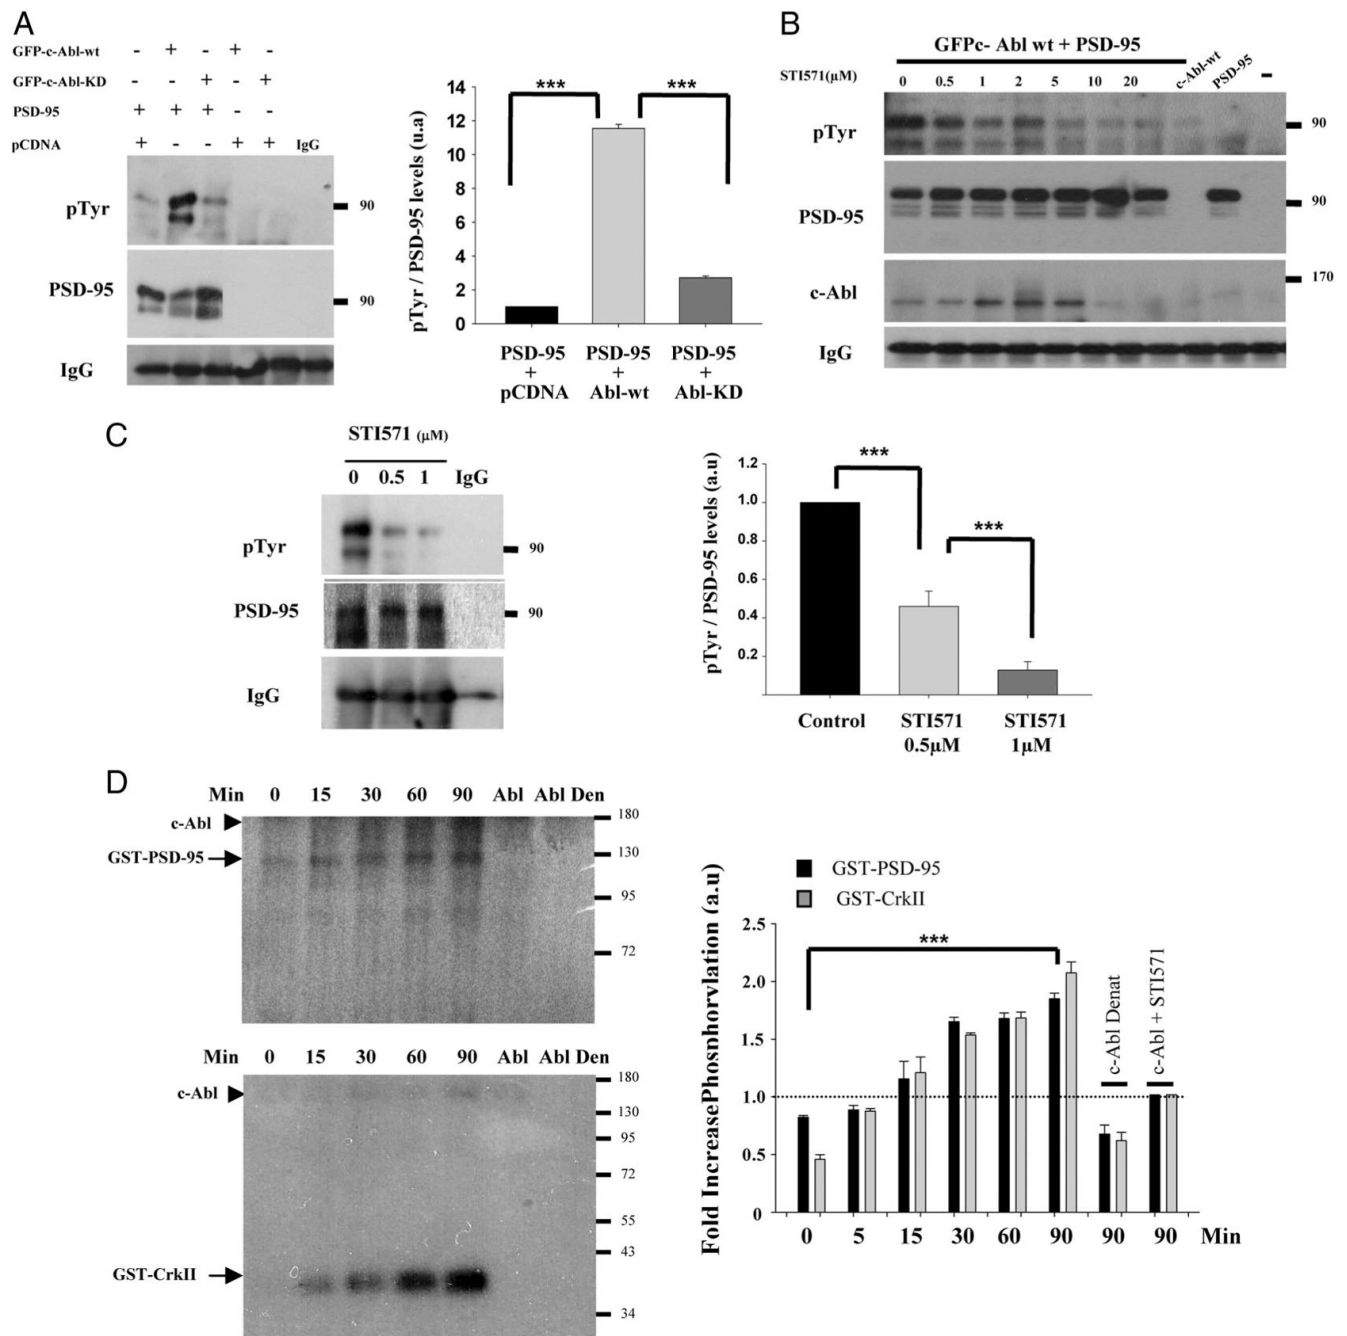 A
GFP-c-Abl-wt - + - + -
GFP-c-Abl-KD - - + - +
PSD-95 + + + - -
pCDNA + - - + + IgG
pTyr
90
PSD-95
90
IgG
pTyr / PSD-95 levels (u.a)
14
12
10
8
6
4
2
0
*** ***
PSD-95 PSD-95 PSD-95
+ + +
pCDNA Abl-wt Abl-KD
B
GFPc- Abl wt + PSD-95
STI571(μM) 0 0.5 1 2 5 10 20 c-Abl-wt PSD-95 -
pTyr
90
PSD-95
90
c-Abl
170
IgG
C
STI571 (μM)
0 0.5 1 IgG
pTyr
90
PSD-95
90
IgG
pTyr / PSD-95 levels (a.u)
1.2
1.0
0.8
0.6
0.4
0.2
***
***
Control STI571 STI571
0.5μM 1μM
D
Min 0 15 30 60 90 Abl Abl Den
c-Abl
GST-PSD-95
180
130
95
72
Min 0 15 30 60 90 Abl Abl Den
c-Abl
GST-CrkII
180
130
95
72
55
43
34
GST-PSD-95
GST-CrkII
Fold IncreasePhosphorylation (a.u)
2.5
2.0
1.5
1.0
0.5
0
***
c-Abl Denat
c-Abl + STI571
0 5 15 30 60 90 90 90 Min